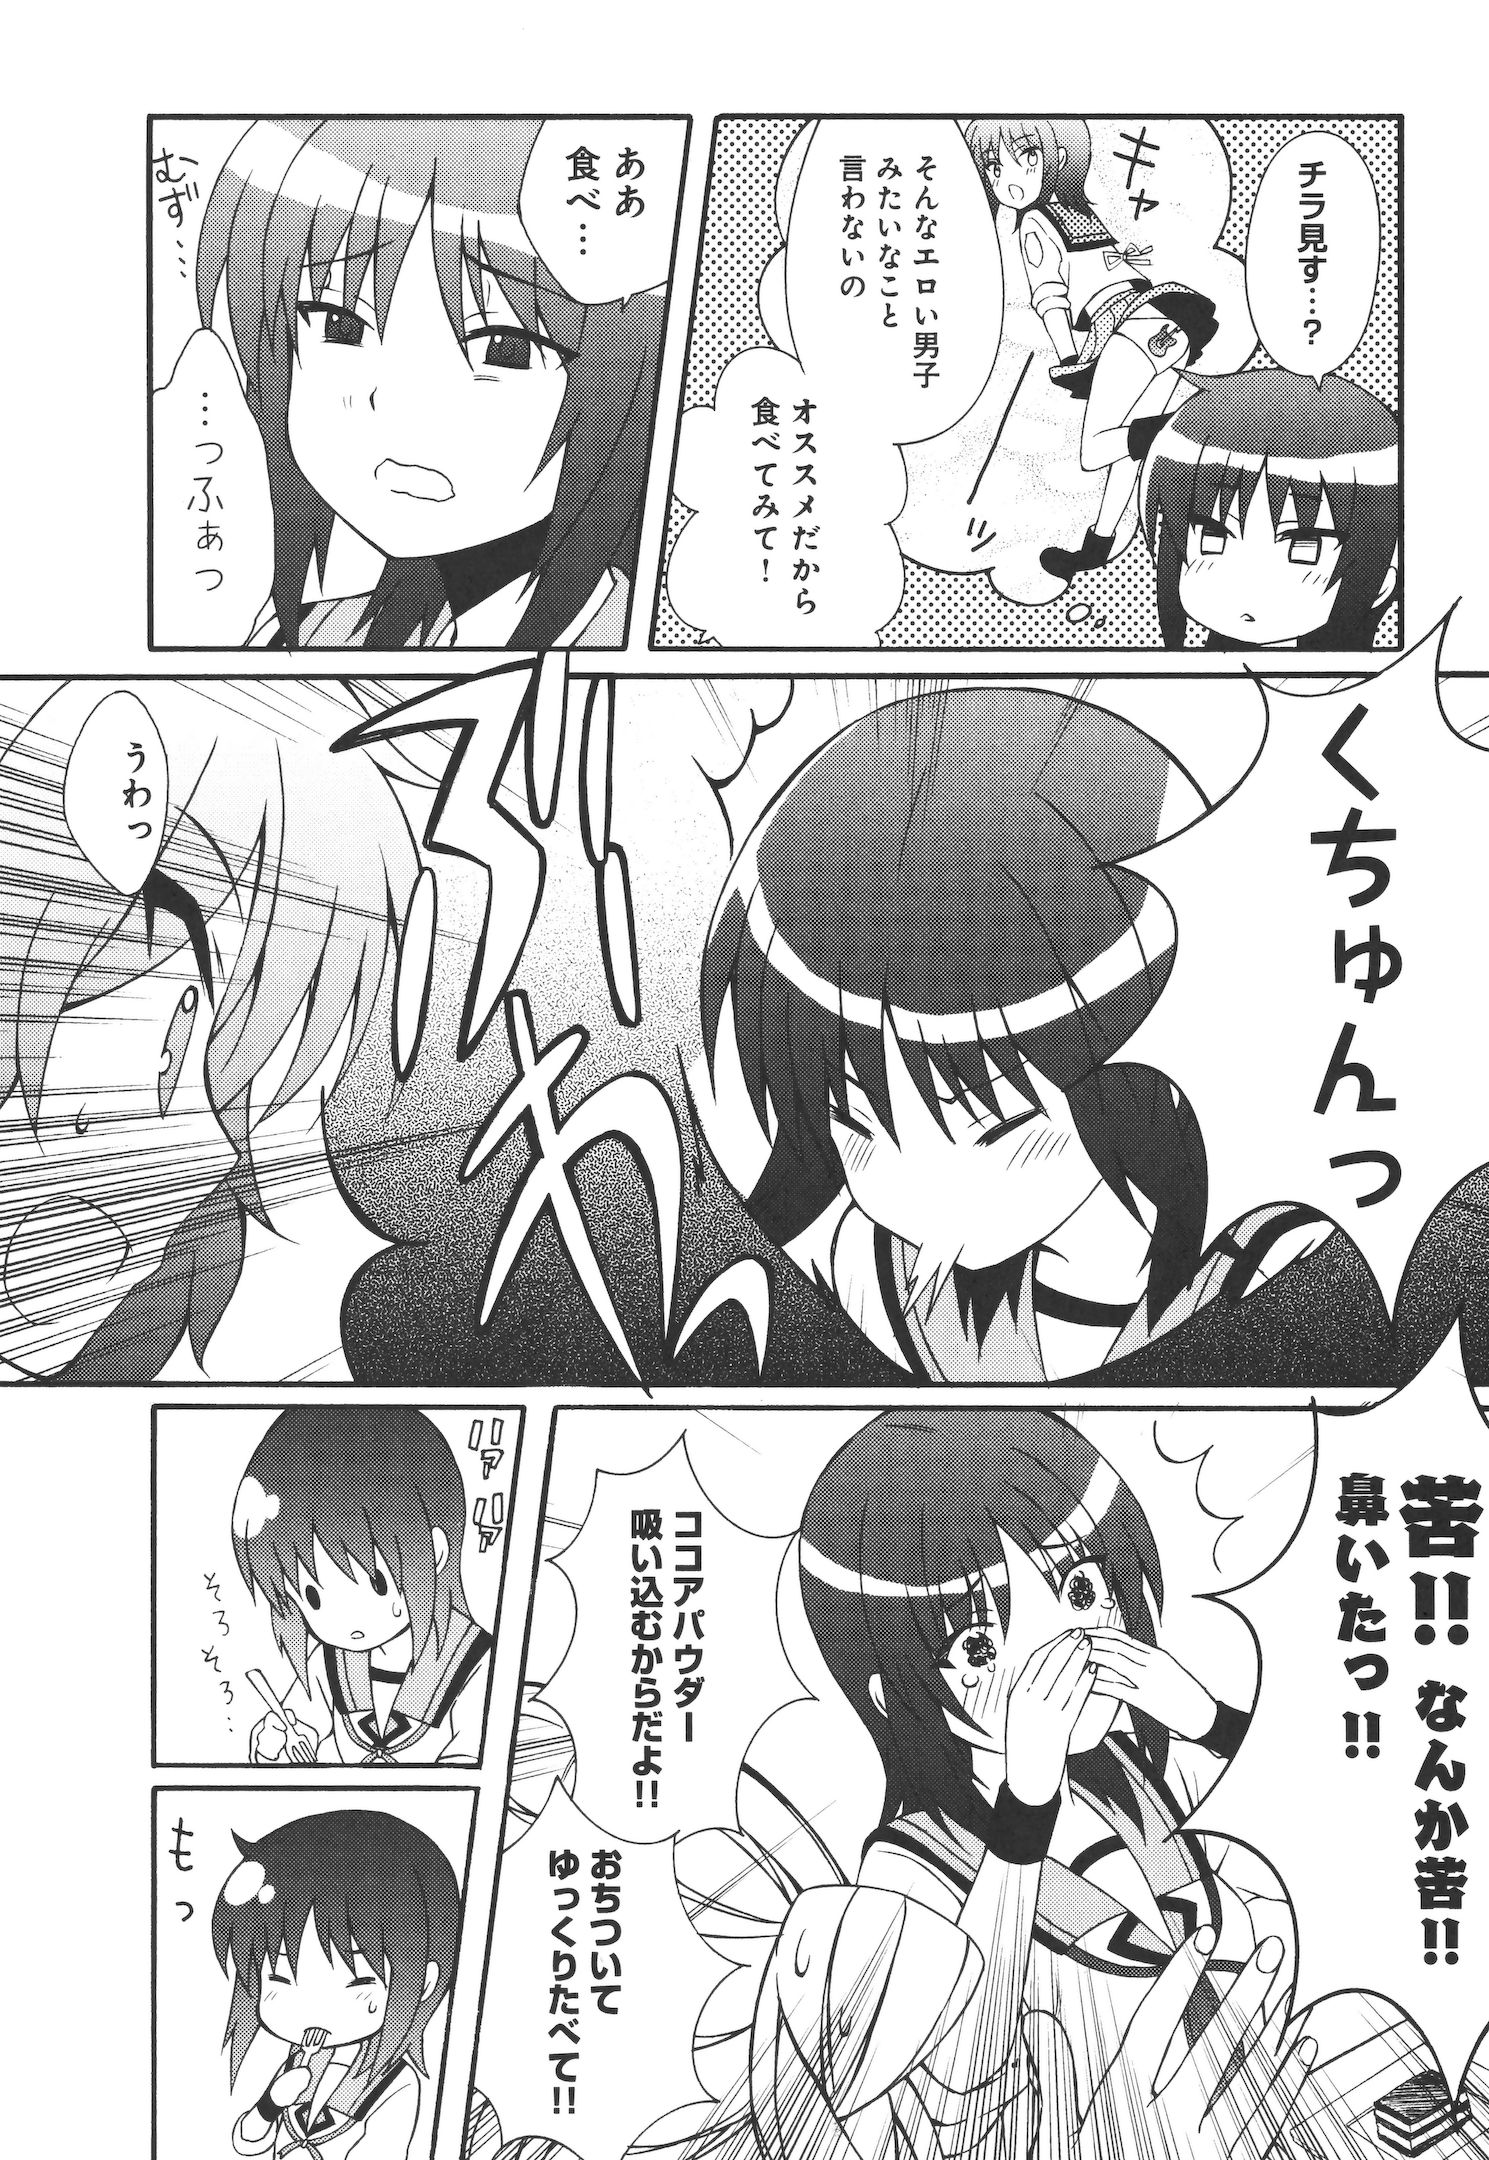 チラ見す…?
キャ
そんなエロい男子
みたいなこと
言わないの
オススメだから
食べてみて!
ああ
食べ…
むず…
…っふぁっ
くちゅんっ
ぶわっ
うわっ
苦!!なんか苦!!
鼻いたっ!!
ココアパウダー
吸い込むからだよ!!
おちついて
ゆっくりたべて!!
ハァ
ハァ
そろ
そろ…
もっ